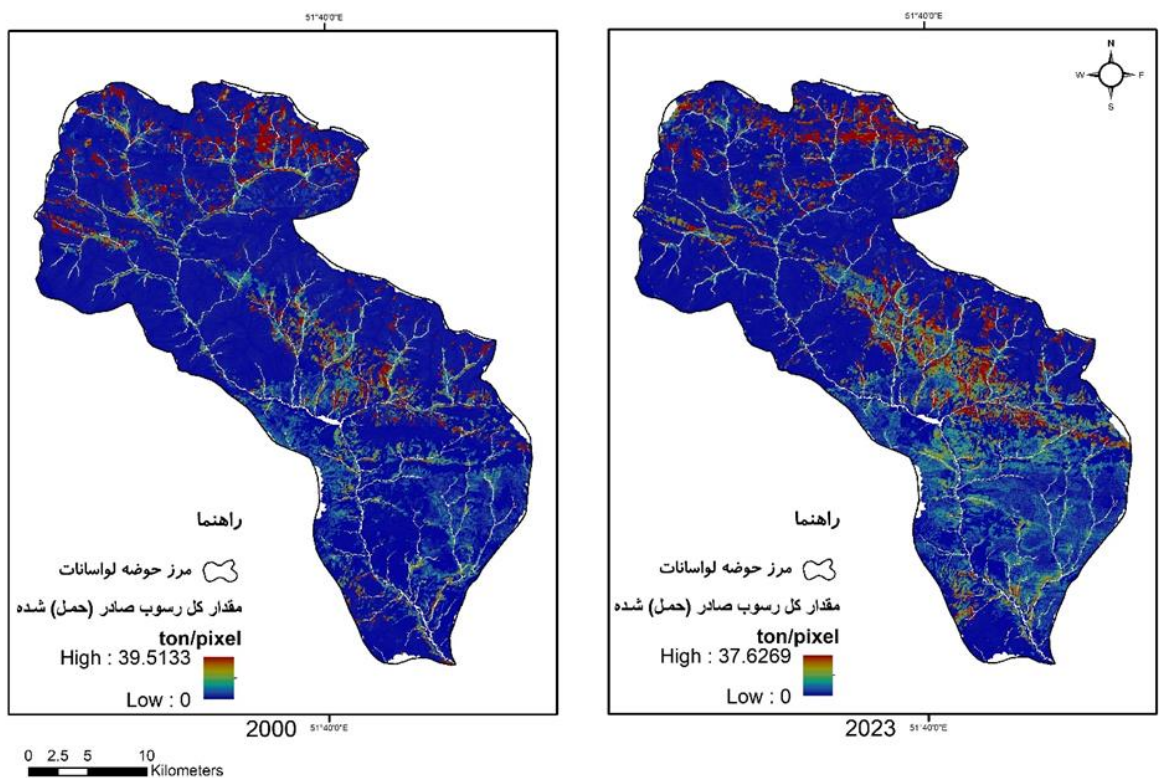 51°40'0"E
راهنما
مرز حوضه لواسانات
مقدار کل رسوب صادر (حمل) شده
ton/pixel
High : 39.5133
Low : 0
2000
51°40'0"E
0 2.5 5 10
Kilometers
51°40'0"E
N
W E
S
راهنما
مرز حوضه لواسانات
مقدار کل رسوب صادر (حمل) شده
ton/pixel
High : 37.6269
Low : 0
2023
51°40'0"E